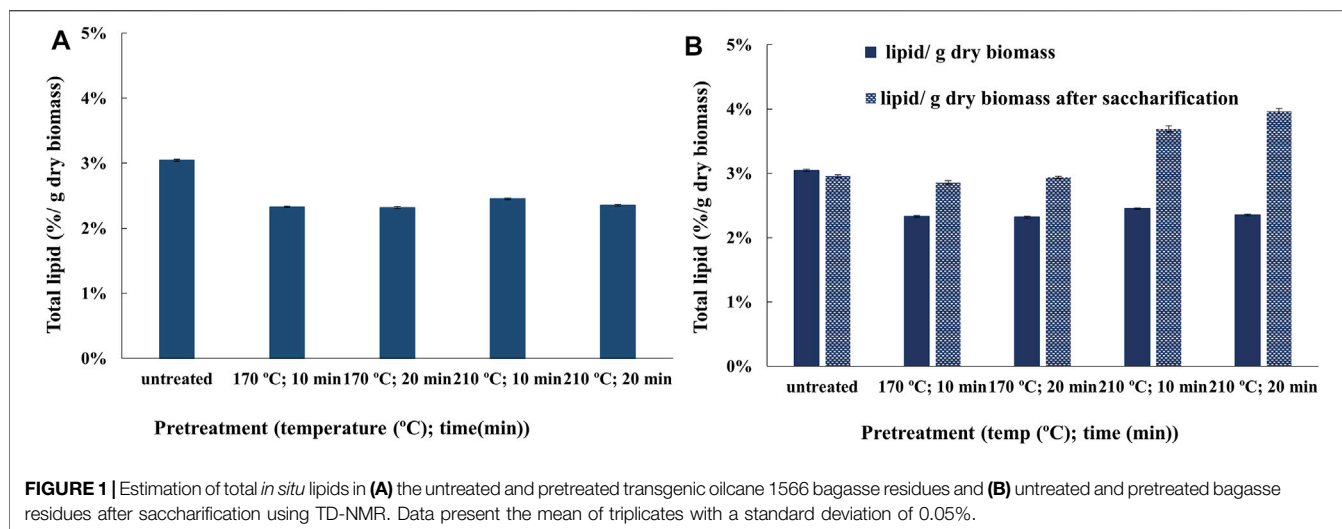 A
Total lipid (%/ g dry biomass)
5%
4%
3%
2%
1%
0%
untreated
170 ºC; 10 min
170 ºC; 20 min
210 ºC; 10 min
210 ºC; 20 min
Pretreatment (temperature (ºC); time(min))
B
Total lipid (%/g dry biomass)
5%
4%
3%
2%
1%
0%
lipid/ g dry biomass
lipid/ g dry biomass after saccharification
untreated
170 ºC; 10 min
170 ºC; 20 min
210 ºC; 10 min
210 ºC; 20 min
Pretreatment (temp (ºC); time (min))
FIGURE 1 | Estimation of total in situ lipids in (A) the untreated and pretreated transgenic oilcane 1566 bagasse residues and (B) untreated and pretreated bagasse
residues after saccharification using TD-NMR. Data present the mean of triplicates with a standard deviation of 0.05%.